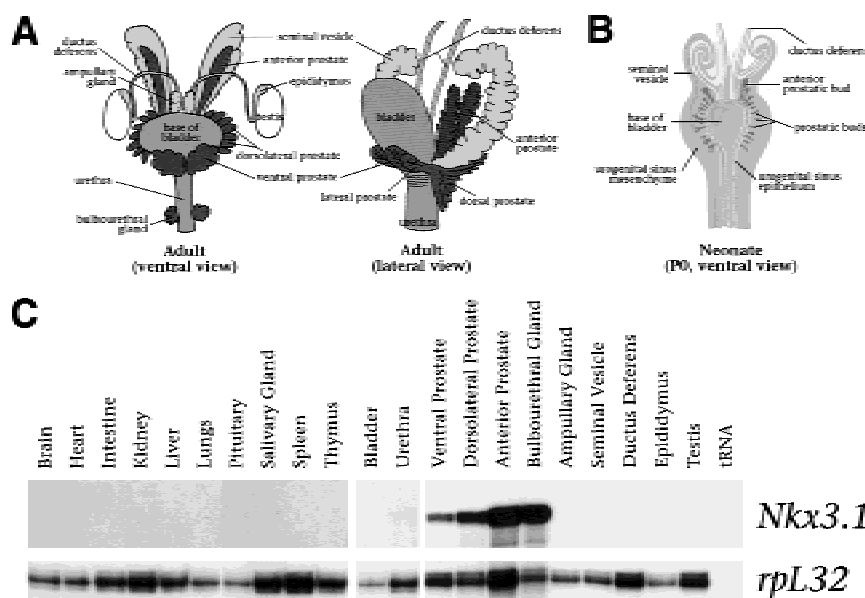 A
ductus
deferens
ampullary
gland
seminal vesicle
anterior prostate
epididymus
testis
base of
bladder
dorsolateral prostate
ventral prostate
urethra
bulbourethral
gland
Adult
(ventral view)
ductus deferens
bladder
anterior
prostate
lateral prostate
dorsal prostate
urethra
Adult
(lateral view)
B
ductus deferens
seminal
vesicle
anterior
prostatic bud
base of
bladder
prostatic buds
urogenital sinus
mesenchyme
urogenital sinus
epithelium
Neonate
(P0, ventral view)
C
Brain
Heart
Intestine
Kidney
Liver
Lungs
Pituitary
Salivary Gland
Spleen
Thymus
Bladder
Urethra
Ventral Prostate
Dorsolateral Prostate
Anterior Prostate
Bulbourethral Gland
Ampullary Gland
Seminal Vesicle
Ductus Deferens
Epididymus
Testis
tRNA
Nkx3.1
rpL32